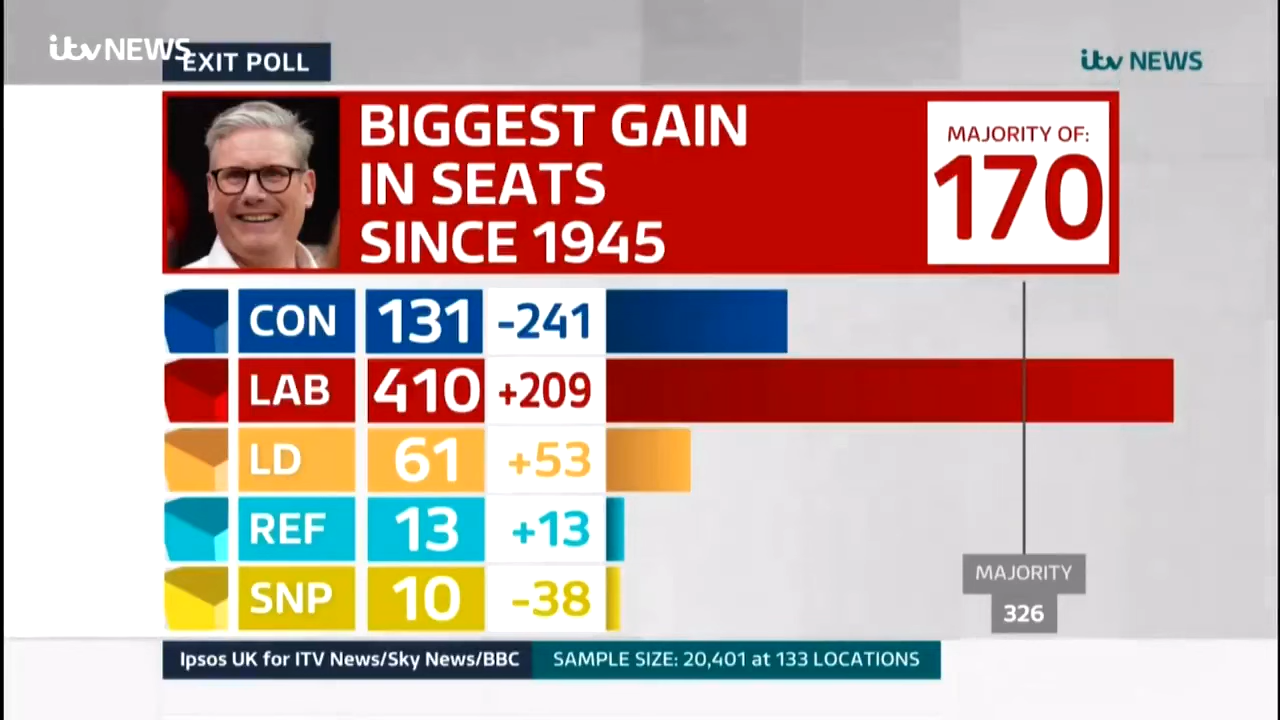 itv NEWS
EXIT POLL
itv NEWS
BIGGEST GAIN
IN SEATS
SINCE 1945
MAJORITY OF:
170
CON 131 -241
LAB 410 +209
LD 61 +53
REF 13 +13
SNP 10 -38
MAJORITY
326
Ipsos UK for ITV News/Sky News/BBC SAMPLE SIZE: 20,401 at 133 LOCATIONS